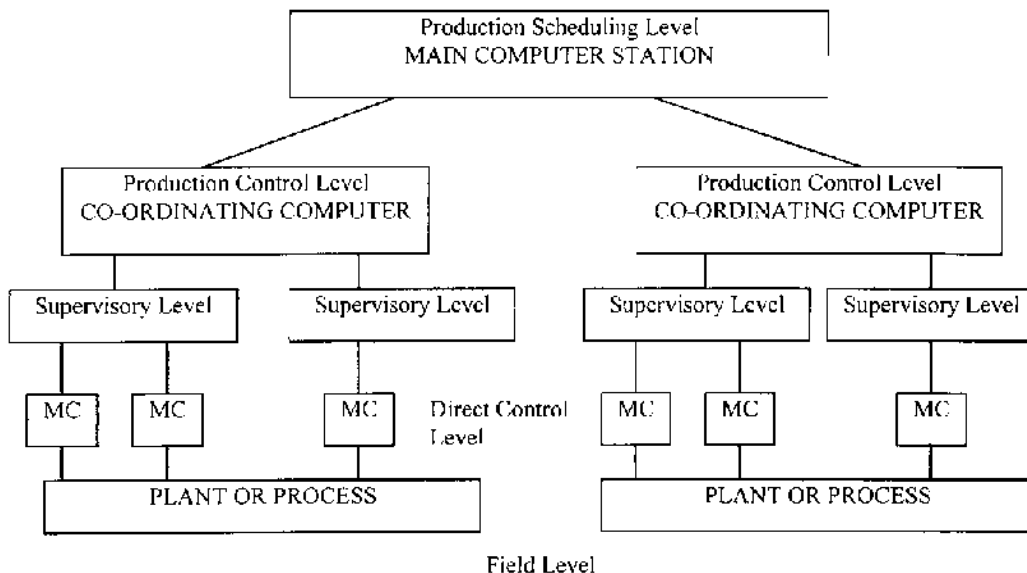 Production Scheduling Level
MAIN COMPUTER STATION
Production Control Level
CO-ORDINATING COMPUTER
Production Control Level
CO-ORDINATING COMPUTER
Supervisory Level
Supervisory Level
Supervisory Level
Supervisory Level
MC
MC
MC
Direct Control
Level
MC
MC
MC
PLANT OR PROCESS
PLANT OR PROCESS
Field Level